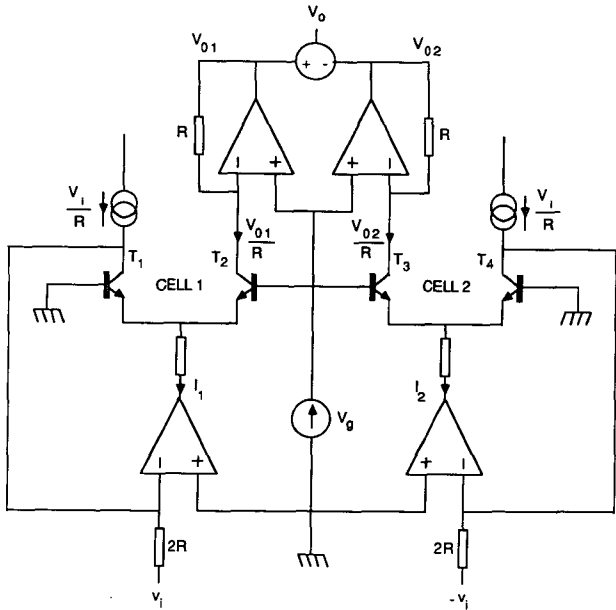 Vo
V01
V02
+ -
R
R
- +
+ -
Vi/R
V01/R
V02/R
Vi/R
T1
T2
T3
T4
CELL 1
CELL 2
I1
Vg
I2
- +
+ -
2R
2R
vi
-vi